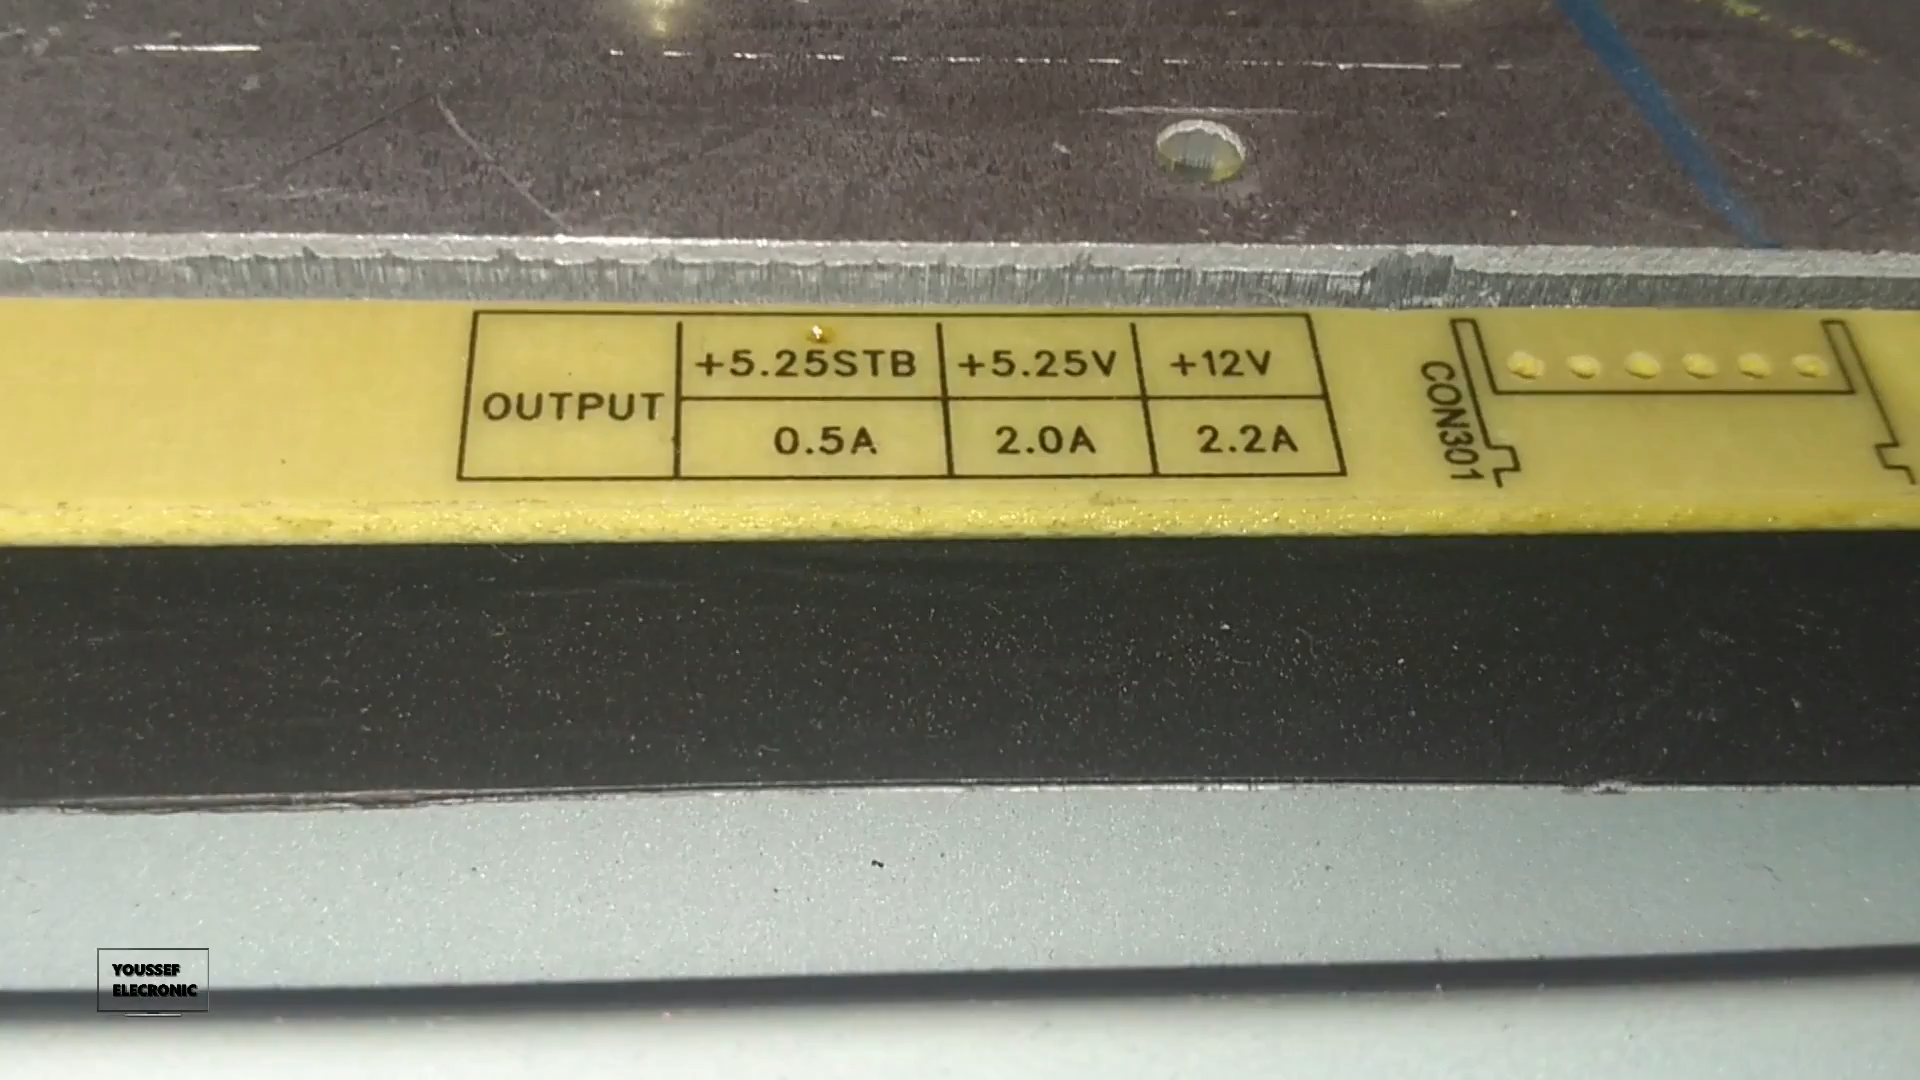 OUTPUT
+5.25STB +5.25V +12V
0.5A 2.0A 2.2A
CON301
YOUSSEF
ELECRONIC